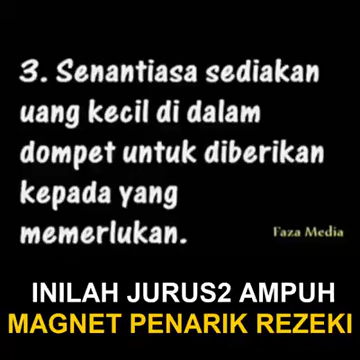 3. Senantiasa sediakan
uang kecil di dalam
dompet untuk diberikan
kepada yang
memerlukan.
Faza Media
INILAH JURUS2 AMPUH
MAGNET PENARIK REZEKI